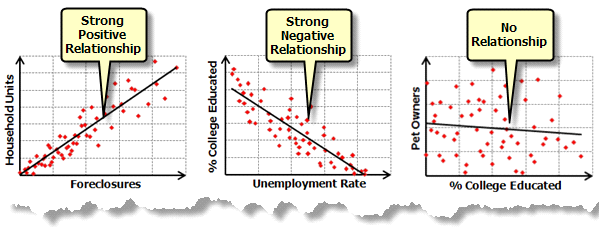 Strong
Positive
Relationship
Household Units
Foreclosures
Strong
Negative
Relationship
% College Educated
Unemployment Rate
No
Relationship
Pet Owners
% College Educated